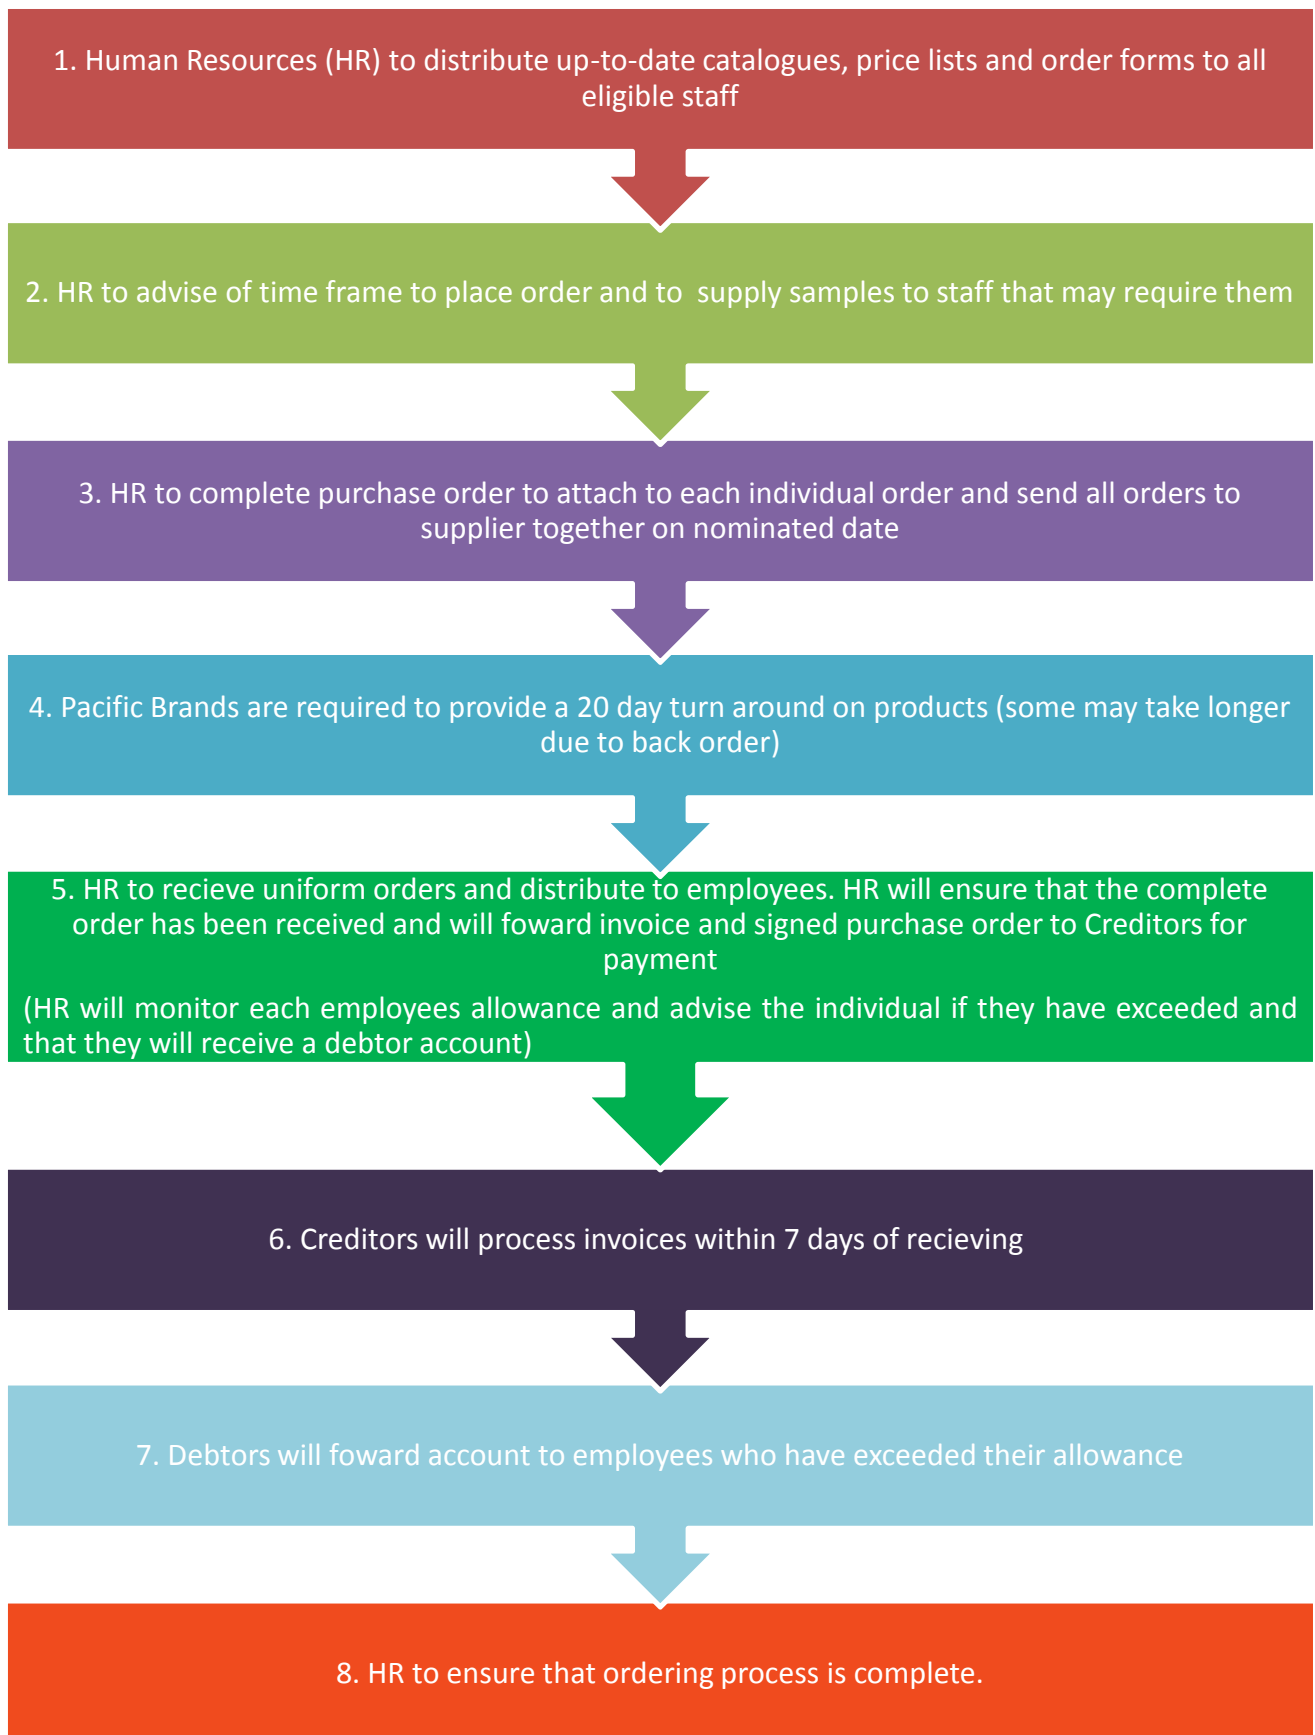 1. Human Resources (HR) to distribute up-to-date catalogues, price lists and order forms to all
eligible staff
2. HR to advise of time frame to place order and to supply samples to staff that may require them
3. HR to complete purchase order to attach to each individual order and send all orders to
supplier together on nominated date
4. Pacific Brands are required to provide a 20 day turn around on products (some may take longer
due to back order)
5. HR to recieve uniform orders and distribute to employees. HR will ensure that the complete
order has been received and will foward invoice and signed purchase order to Creditors for
payment
(HR will monitor each employees allowance and advise the individual if they have exceeded and
that they will receive a debtor account)
6. Creditors will process invoices within 7 days of recieving
7. Debtors will foward account to employees who have exceeded their allowance
8. HR to ensure that ordering process is complete.